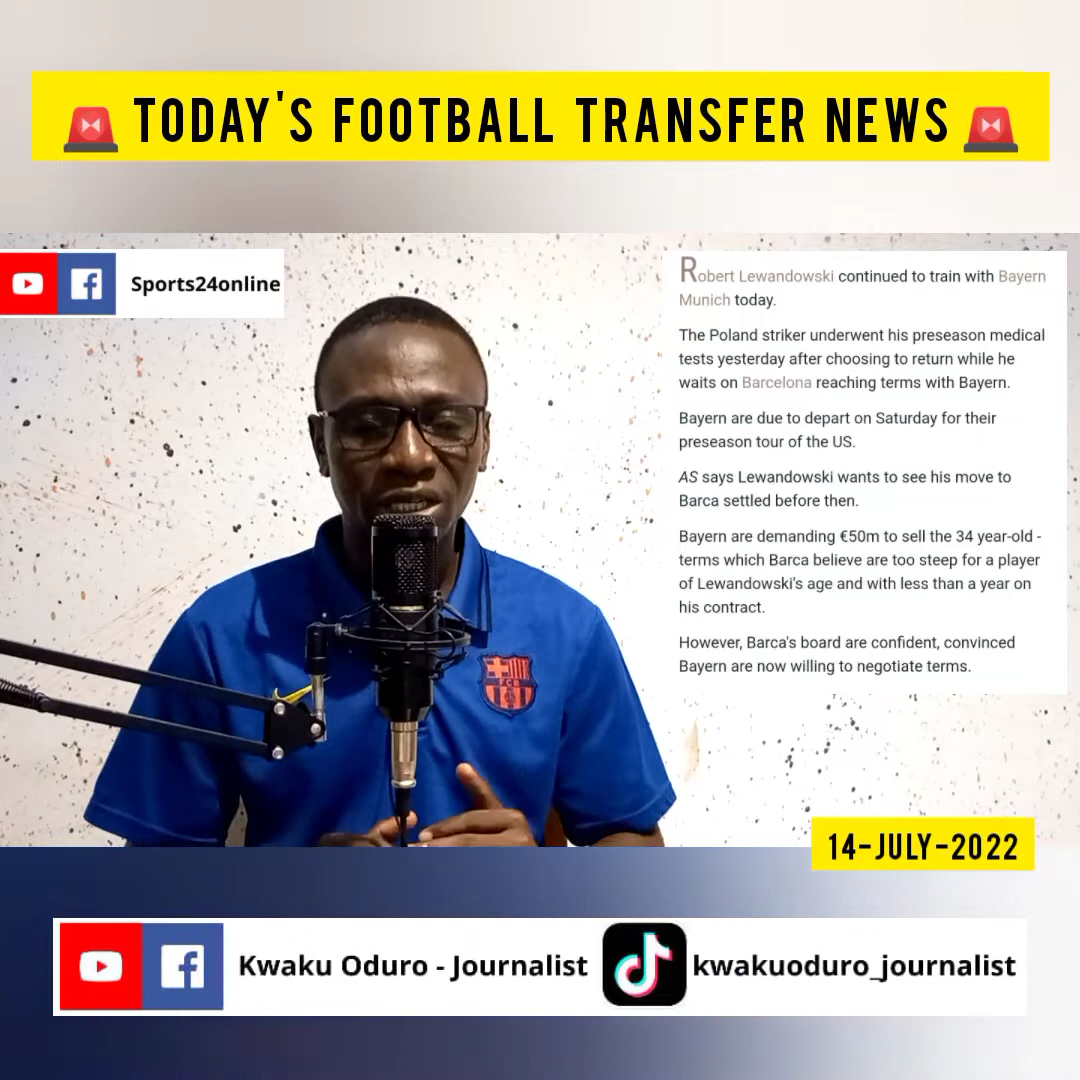 TODAY'S FOOTBALL TRANSFER NEWS
Sports24online
Robert Lewandowski continued to train with Bayern
Munich today.
The Poland striker underwent his preseason medical
tests yesterday after choosing to return while he
waits on Barcelona reaching terms with Bayern.
Bayern are due to depart on Saturday for their
preseason tour of the US.
AS says Lewandowski wants to see his move to
Barca settled before then.
Bayern are demanding €50m to sell the 34 year-old -
terms which Barca believe are too steep for a player
of Lewandowski's age and with less than a year on
his contract.
However, Barca's board are confident, convinced
Bayern are now willing to negotiate terms.
FCB
14-JULY-2022
Kwaku Oduro - Journalist
kwakuoduro_journalist